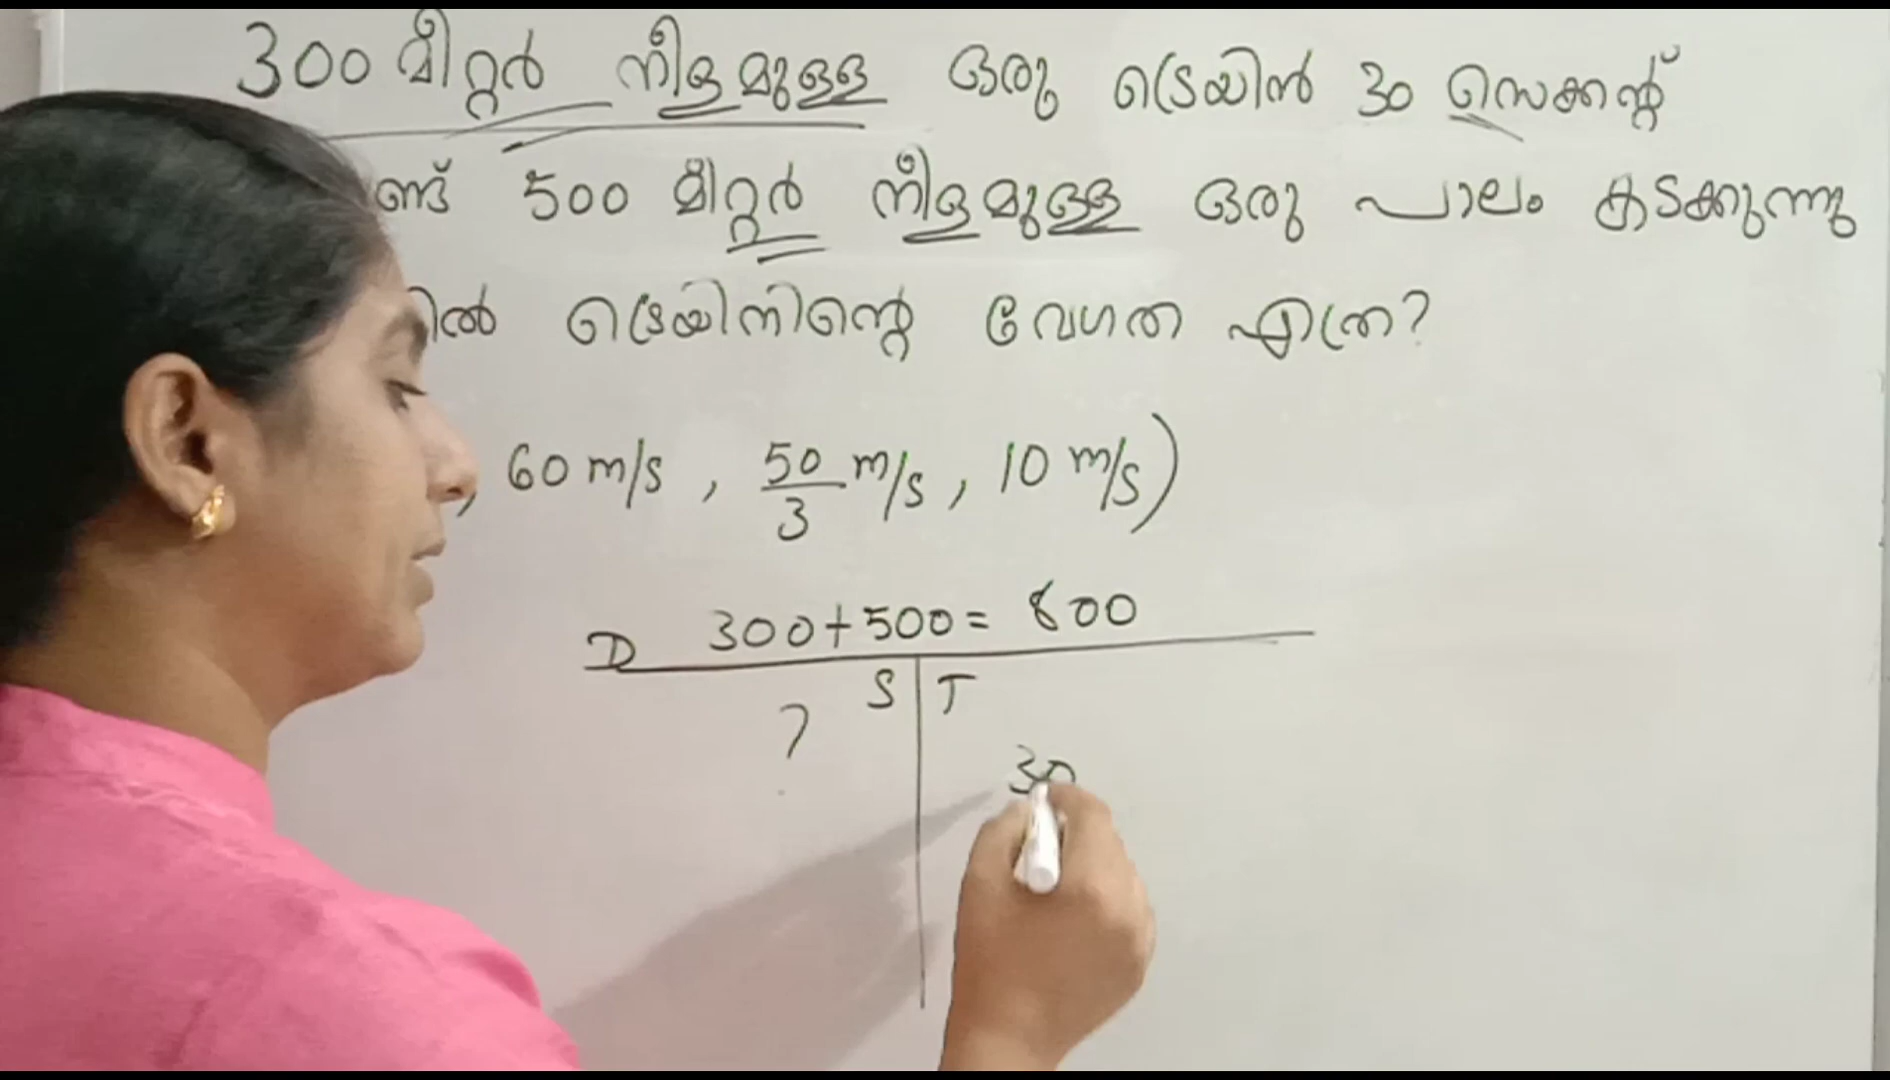 300 മീറ്റർ നീളമുള്ള ഒരു ട്രെയിൻ 30 സെക്കന്റ്
500 മീറ്റർ നീളമുള്ള ഒരു പാലം കടക്കുന്നു
ട്രെയിനിന്റെ വേഗത എത്ര?
, 60 m/s , 50/3 m/s , 10 m/s)
D 300+500= 800
S T
?
30